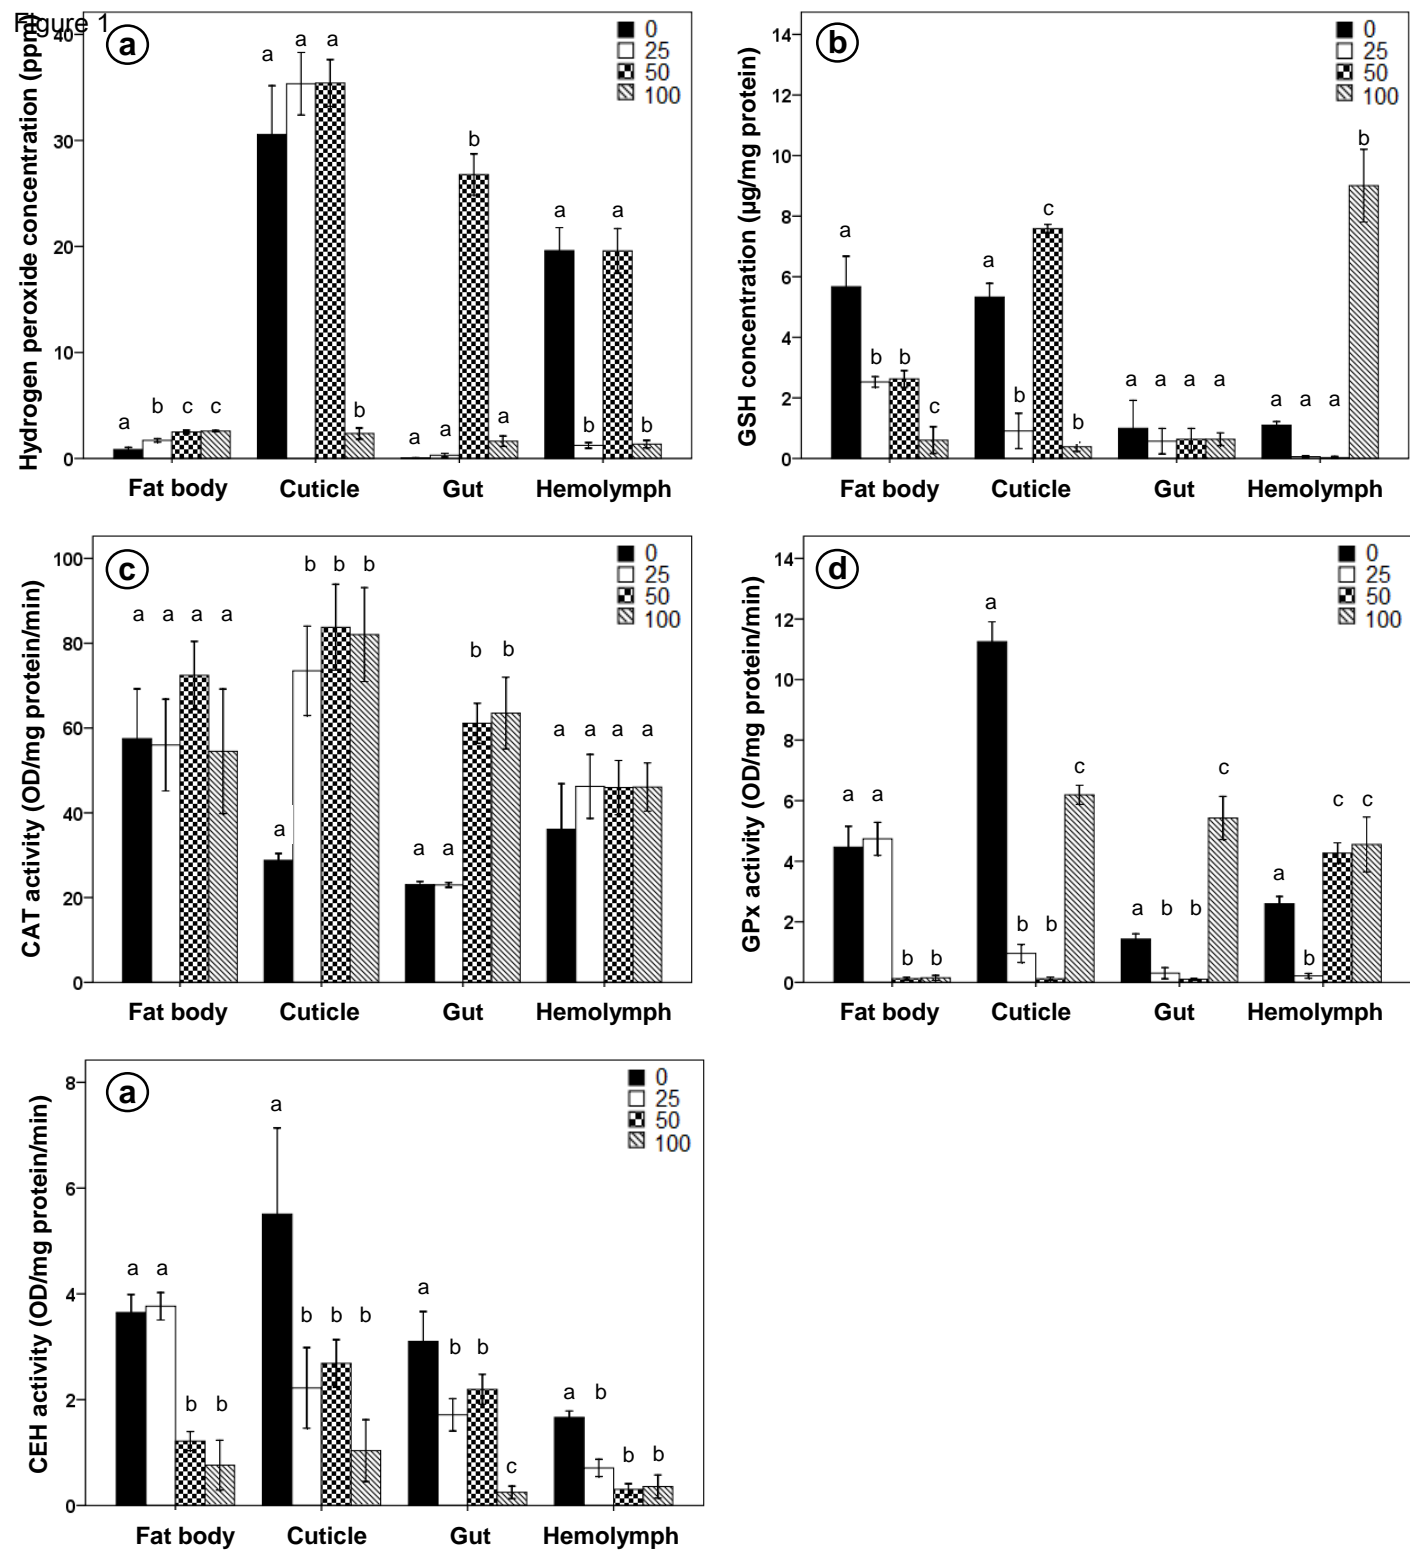 Figure 1
Hydrogen peroxide concentration (ppm)
a
0
25
50
100
40
30
20
10
0
a b c c
a a a b
a a b a
a b a b
Fat body Cuticle Gut Hemolymph
GSH concentration (µg/mg protein)
b
0
25
50
100
14
12
10
8
6
4
2
0
a b b c
a b c b
a a a a
a a a b
Fat body Cuticle Gut Hemolymph
CAT activity (OD/mg protein/min)
c
0
25
50
100
100
80
60
40
20
0
a a a a
a b b b
a a b b
a a a a
Fat body Cuticle Gut Hemolymph
GPx activity (OD/mg protein/min)
d
0
25
50
100
14
12
10
8
6
4
2
0
a a b b
a b b c
a b b c
a b c c
Fat body Cuticle Gut Hemolymph
CEH activity (OD/mg protein/min)
a
0
25
50
100
8
6
4
2
0
a a b b
a b b b
a b b c
a b b b
Fat body Cuticle Gut Hemolymph